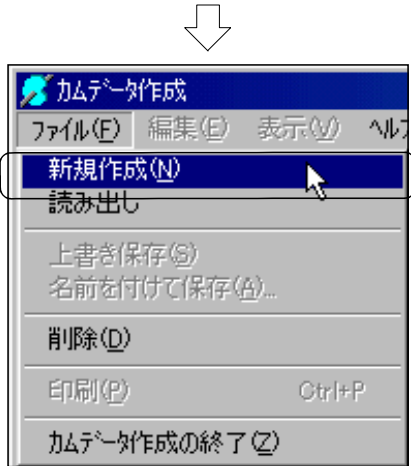 カムデータ作成
ファイル(F) 編集(E) 表示(V) ヘル
新規作成(N)
読み出し
上書き保存(S)
名前を付けて保存(A)...
削除(D)
印刷(P) Ctrl+P
カムデータ作成の終了(Z)